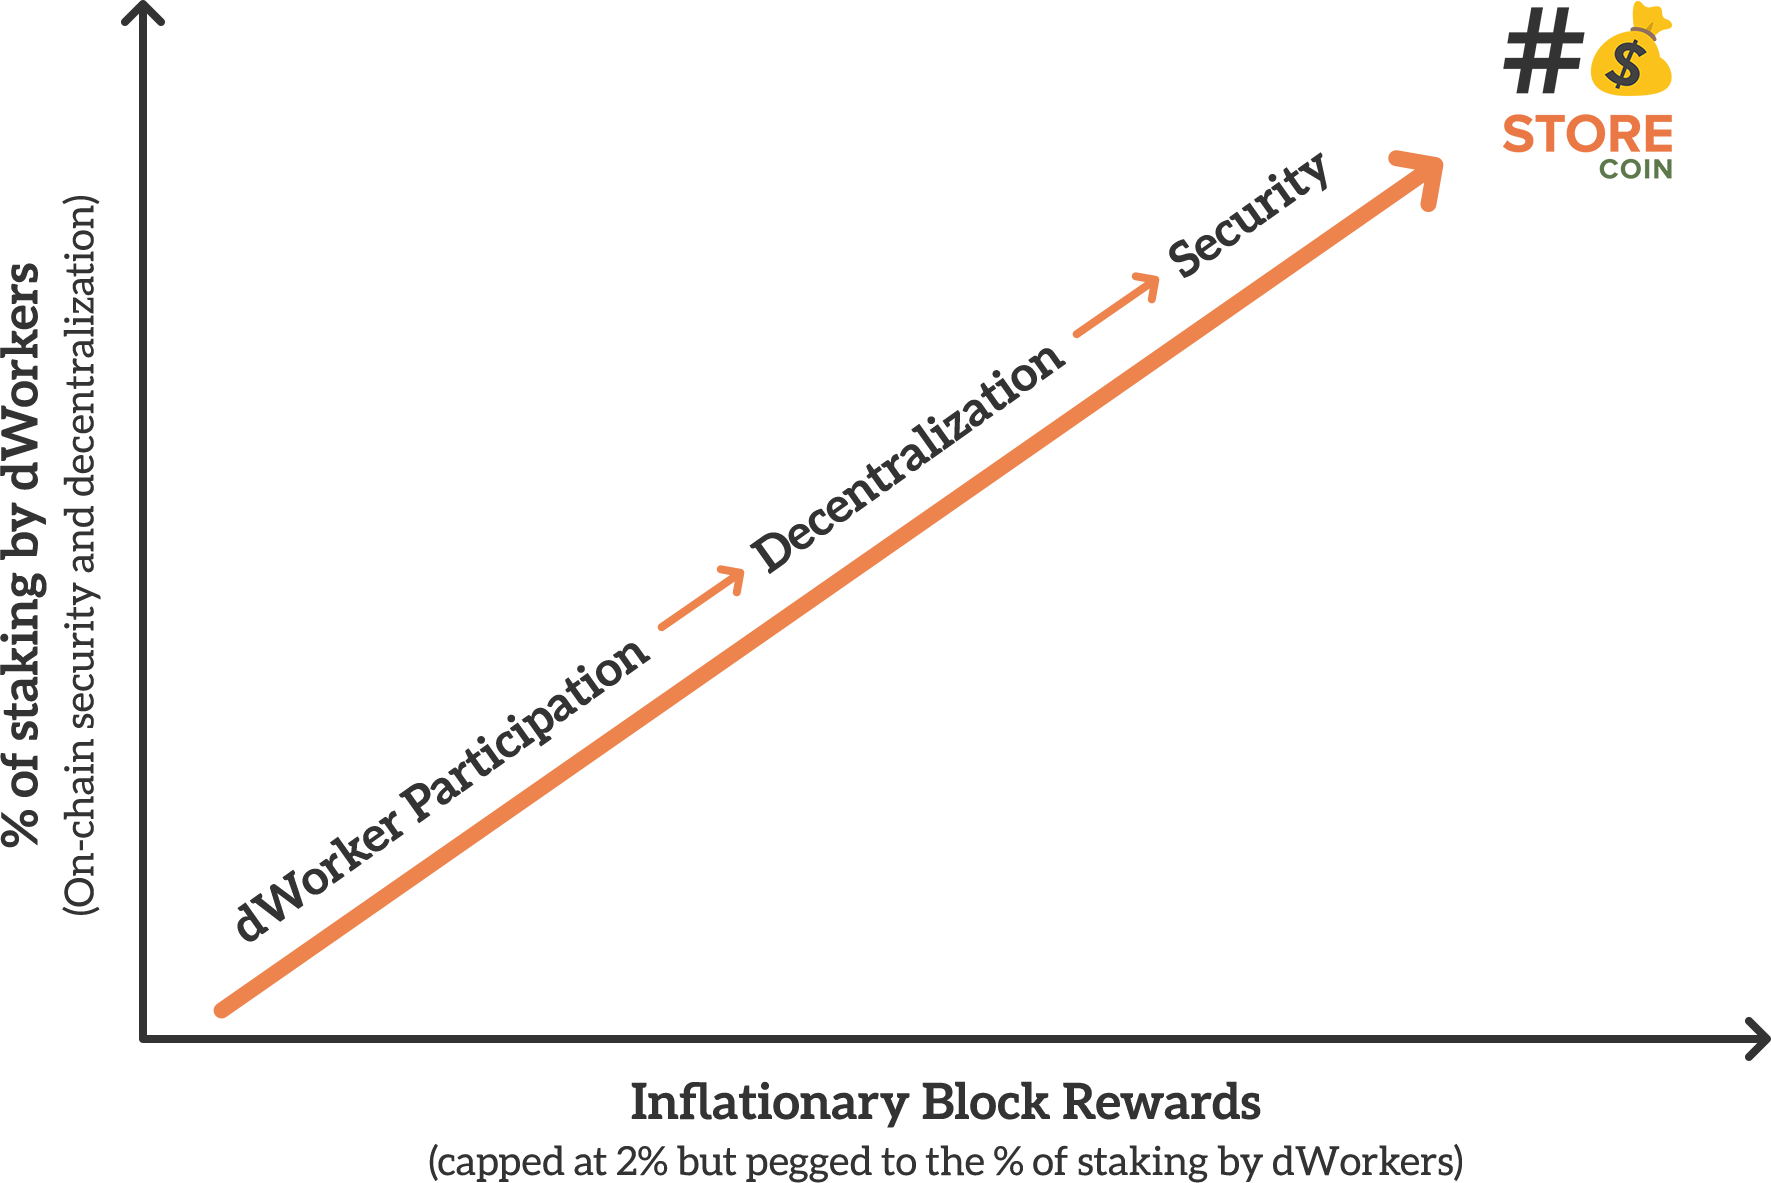 #
$
STORE
COIN
% of staking by dWorkers
(On-chain security and decentralization)
dWorker Participation → Decentralization → Security
Inflationary Block Rewards
(capped at 2% but pegged to the % of staking by dWorkers)